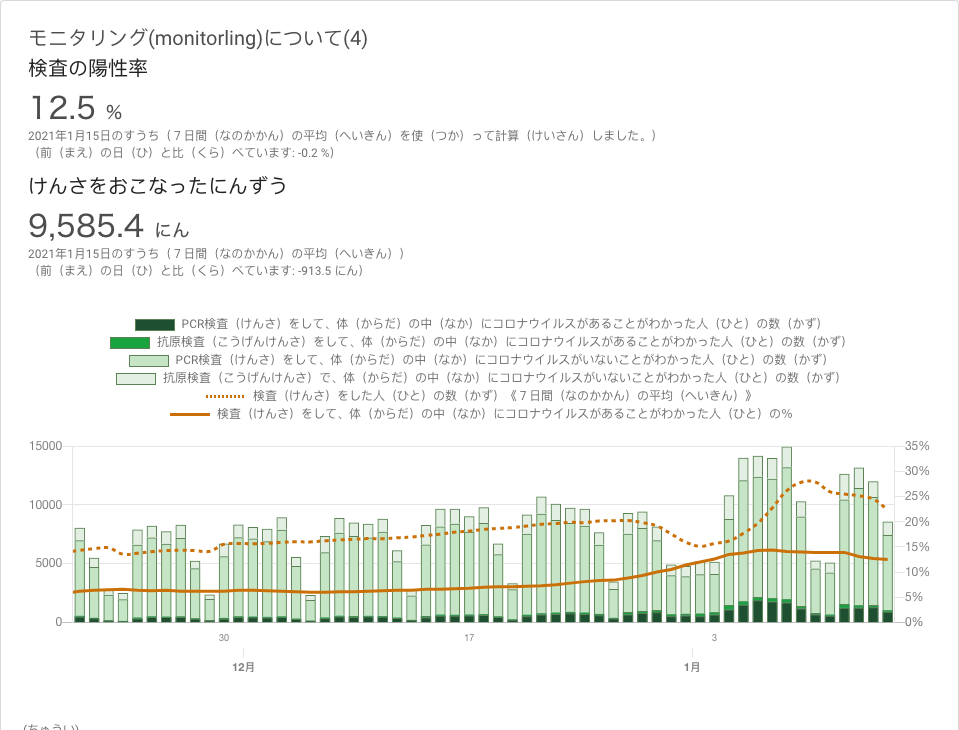 モニタリング(monitorling)について(4)
検査の陽性率
12.5 %
2021年1月15日のすうち（７日間（なのかかん）の平均（へいきん）を使（つか）って計算（けいさん）しました。）
（前（まえ）の日（ひ）と比（くら）べています: -0.2 %）
けんさをおこなったにんずう
9,585.4 にん
2021年1月15日のすうち（７日間（なのかかん）の平均（へいきん））
（前（まえ）の日（ひ）と比（くら）べています: -913.5 にん）
PCR検査（けんさ）をして、体（からだ）の中（なか）にコロナウイルスがあることがわかった人（ひと）の数（かず）
抗原検査（こうげんけんさ）をして、体（からだ）の中（なか）にコロナウイルスがあることがわかった人（ひと）の数（かず）
PCR検査（けんさ）をして、体（からだ）の中（なか）にコロナウイルスがいないことがわかった人（ひと）の数（かず）
抗原検査（こうげんけんさ）で、体（からだ）の中（なか）にコロナウイルスがいないことがわかった人（ひと）の数（かず）
検査（けんさ）をした人（ひと）の数（かず）《７日間（なのかかん）の平均（へいきん）》
検査（けんさ）をして、体（からだ）の中（なか）にコロナウイルスがあることがわかった人（ひと）の％
15000 35%
30%
10000 25%
20%
5000 15%
10%
5%
0 0%
30 17 3
12月 1月
(ちゅうい)